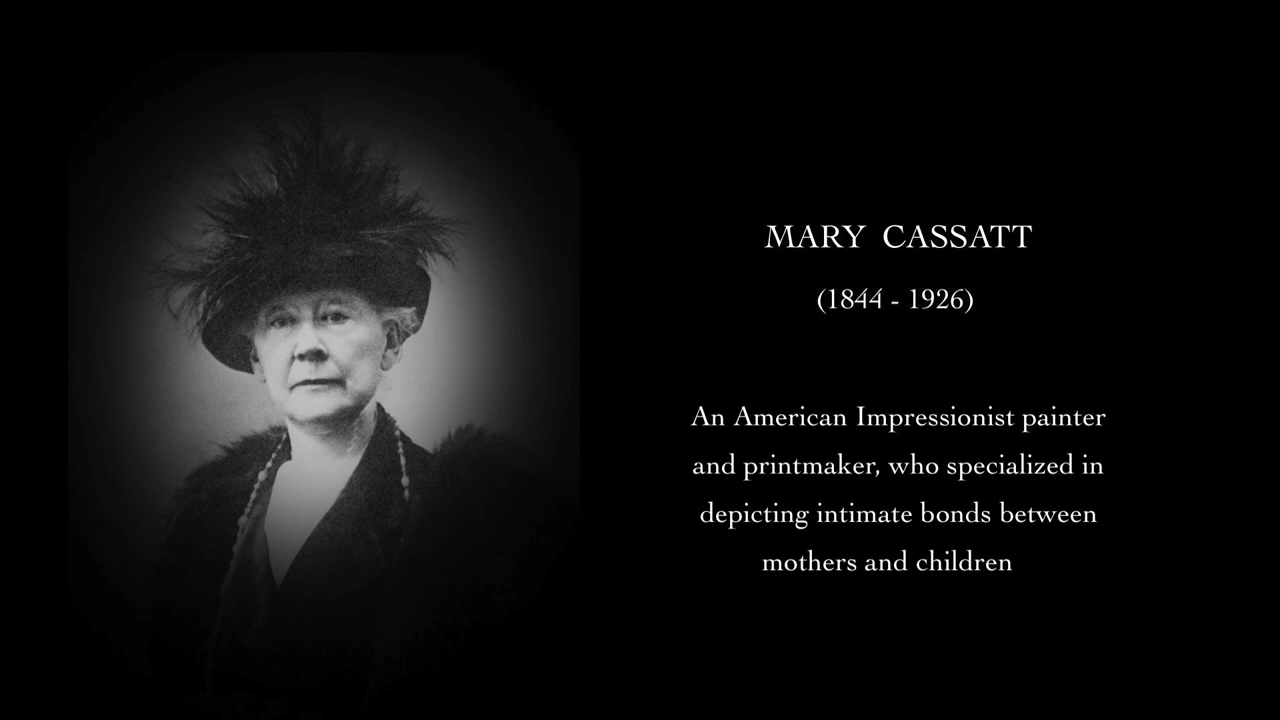 MARY CASSATT
(1844 - 1926)
An American Impressionist painter
and printmaker, who specialized in
depicting intimate bonds between
mothers and children